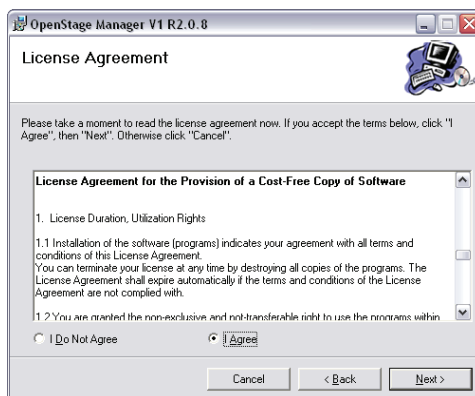 OpenStage Manager V1 R2.0.8
License Agreement
Please take a moment to read the license agreement now. If you accept the terms below, click "I
Agree", then "Next". Otherwise click "Cancel".
License Agreement for the Provision of a Cost-Free Copy of Software
1. License Duration, Utilization Rights
1.1 Installation of the software (programs) indicates your agreement with all terms and
conditions of this License Agreement.
You can terminate your license at any time by destroying all copies of the programs. The
License Agreement shall expire automatically if the terms and conditions of the License
Agreement are not complied with.
1.2 You are granted the non-exclusive and not-transferable right to use the programs within
I Do Not Agree
I Agree
Cancel
< Back
Next >